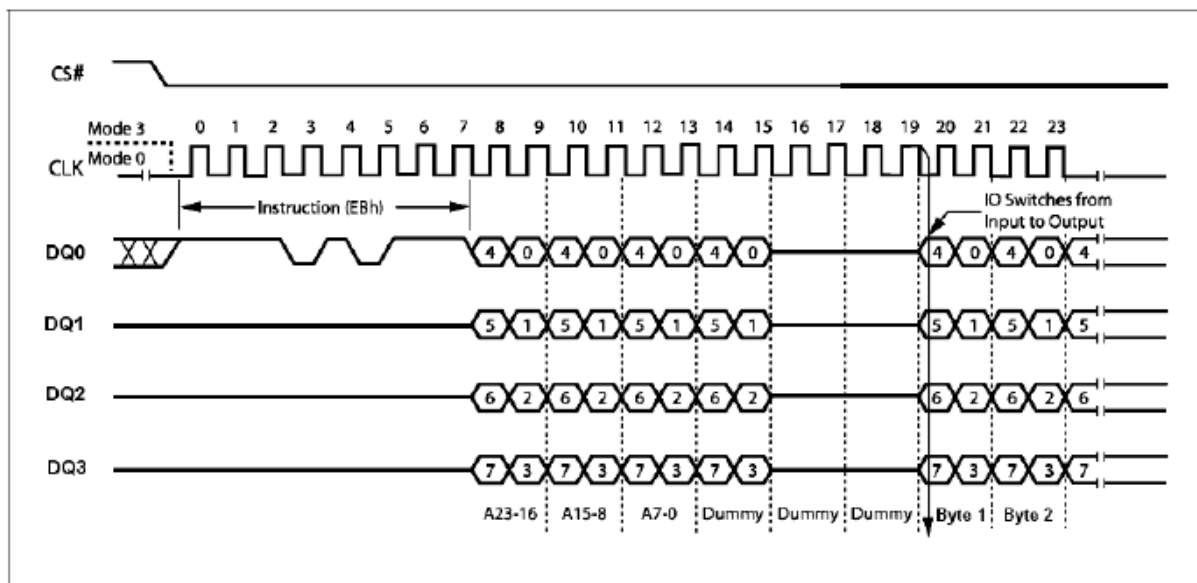 CS#
Mode 3
0 1 2 3 4 5 6 7 8 9 10 11 12 13 14 15 16 17 18 19 20 21 22 23
CLK Mode 0
Instruction (EBh)
IO Switches from
Input to Output
DQ0 4 0 4 0 4 0 4 0 4 0 4 0 4
DQ1 5 1 5 1 5 1 5 1 5 1 5 1 5
DQ2 6 2 6 2 6 2 6 2 6 2 6 2 6
DQ3 7 3 7 3 7 3 7 3 7 3 7 3 7
A23-16 A15-8 A7-0 Dummy Dummy Dummy Byte 1 Byte 2